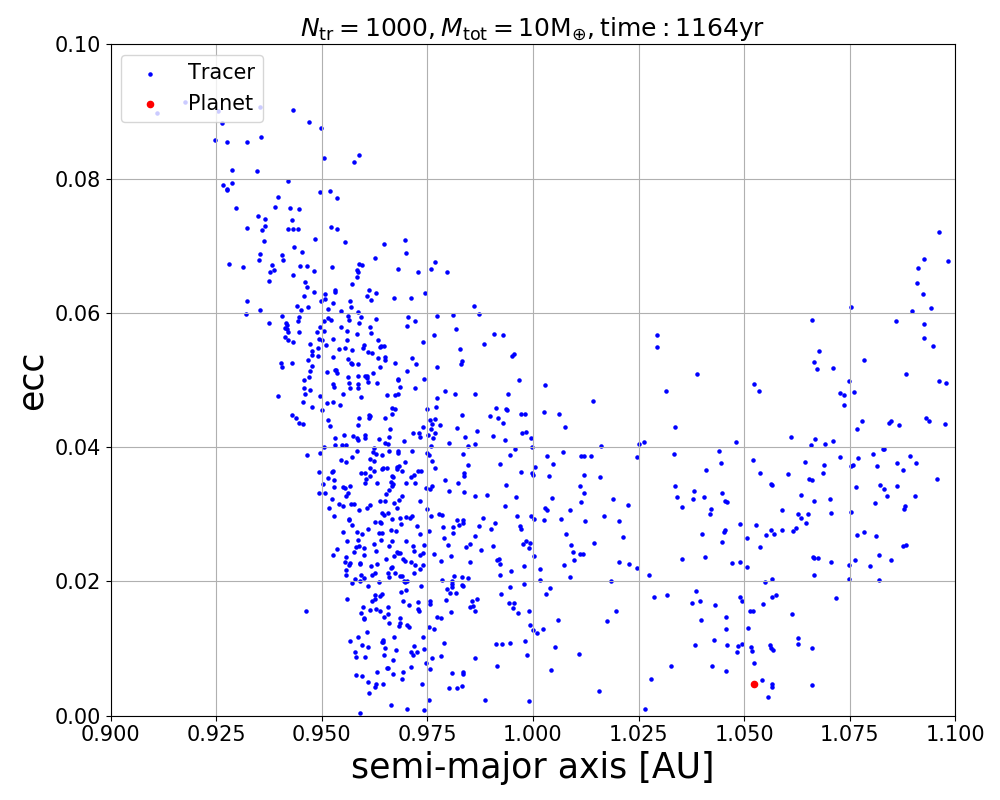 N_tr = 1000, M_tot = 10M_⊕, time : 1164yr
Tracer
Planet
ecc
0.10
0.08
0.06
0.04
0.02
0.00
0.900 0.925 0.950 0.975 1.000 1.025 1.050 1.075 1.100
semi-major axis [AU]